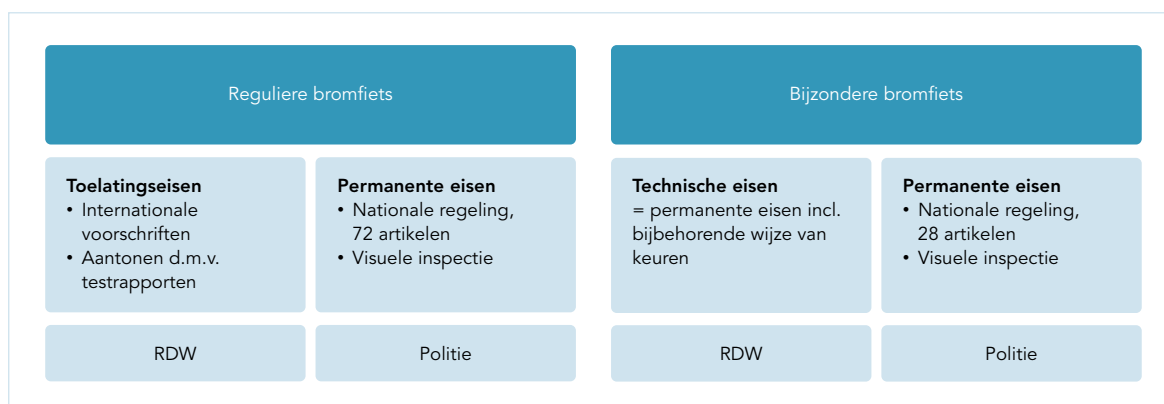 Reguliere bromfiets
Bijzondere bromfiets
Toelatingseisen
• Internationale
voorschriften
• Aantonen d.m.v.
testrapporten
Permanente eisen
• Nationale regeling,
72 artikelen
• Visuele inspectie
Technische eisen
= permanente eisen incl.
bijbehorende wijze van
keuren
Permanente eisen
• Nationale regeling,
28 artikelen
• Visuele inspectie
RDW
Politie
RDW
Politie